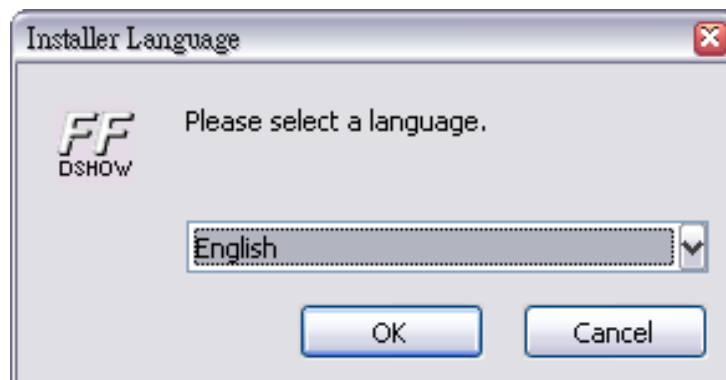 Installer Language
FF
DSHOW
Please select a language.
English
OK
Cancel